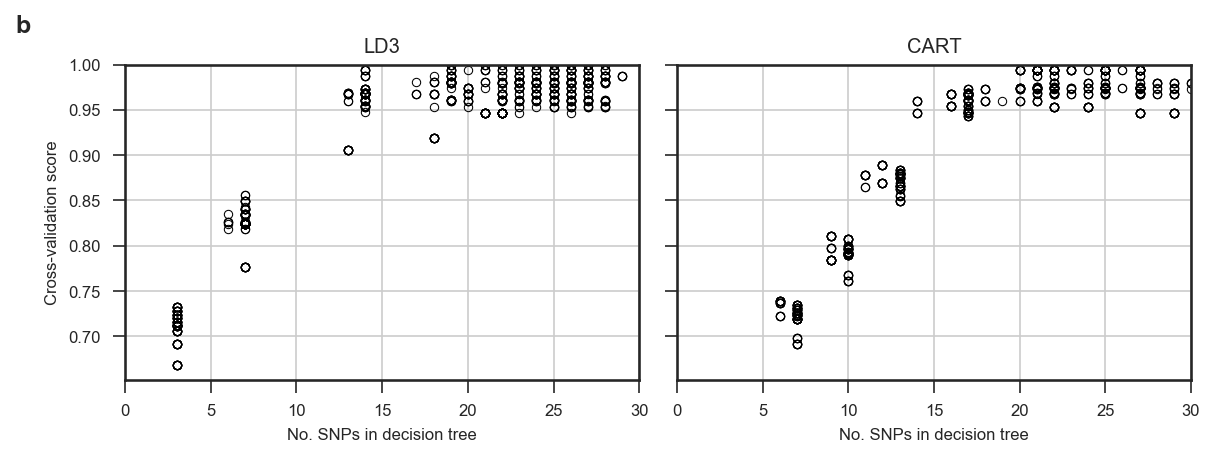 b
LD3
CART
1.00
0.95
0.90
0.85
0.80
0.75
0.70
Cross-validation score
0 5 10 15 20 25 30
0 5 10 15 20 25 30
No. SNPs in decision tree
No. SNPs in decision tree